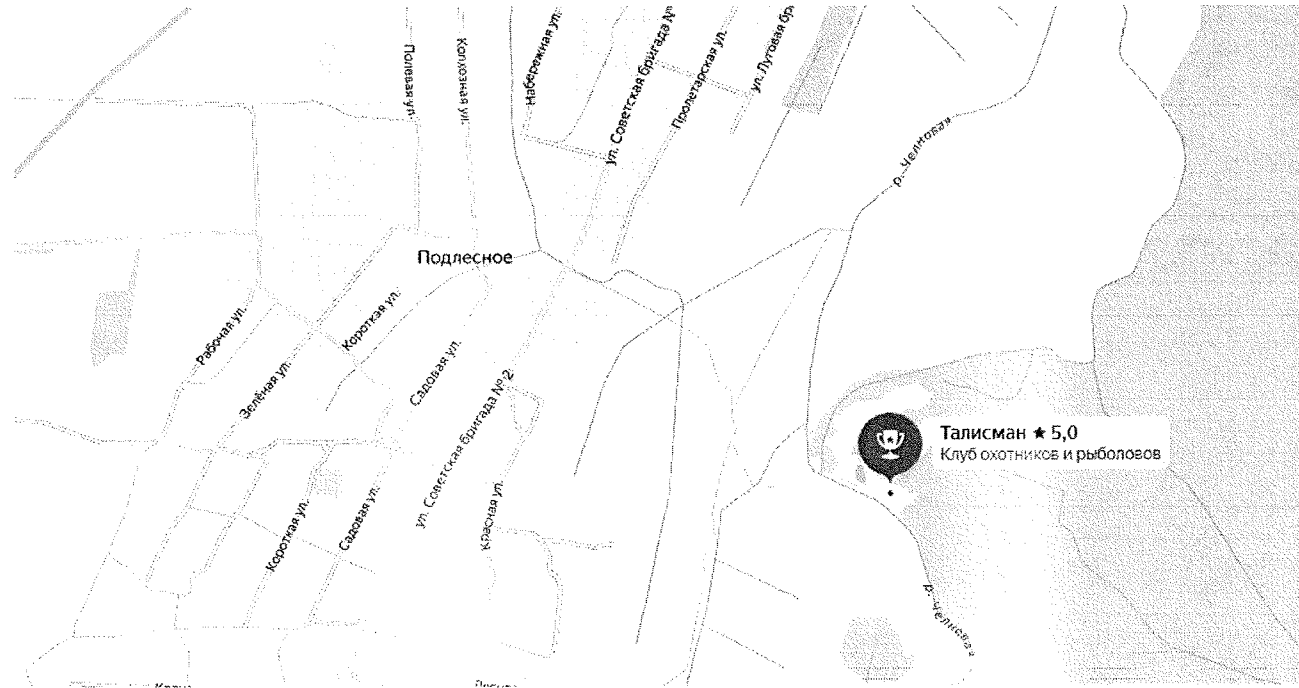 Полевая ул.
Колхозная ул.
Набережная ул.
ул. Советская бригада №
Пролетарская ул.
ул. Луговая бр
р. Челновая
Подлесное
Рабочая ул.
Короткая ул.
Зелёная ул.
Садовая ул.
ул. Советская бригада № 2
Талисман ★ 5,0
Клуб охотников и рыболовов
Короткая ул.
Садовая ул.
Красная ул.
р. Челновая